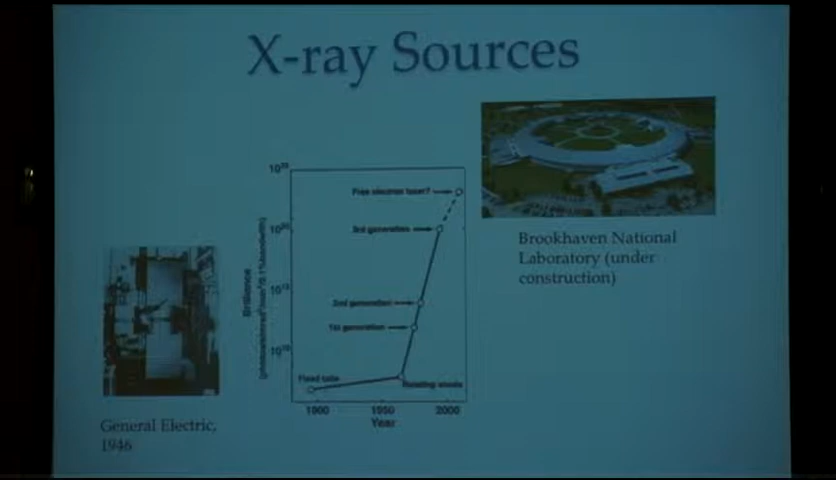 X-ray Sources
Free electron laser?
3rd generation
2nd generation
1st generation
Fixed tube
Rotating anode
1900
1950
2000
Year
Brilliance
Brookhaven National
Laboratory (under
construction)
General Electric,
1946